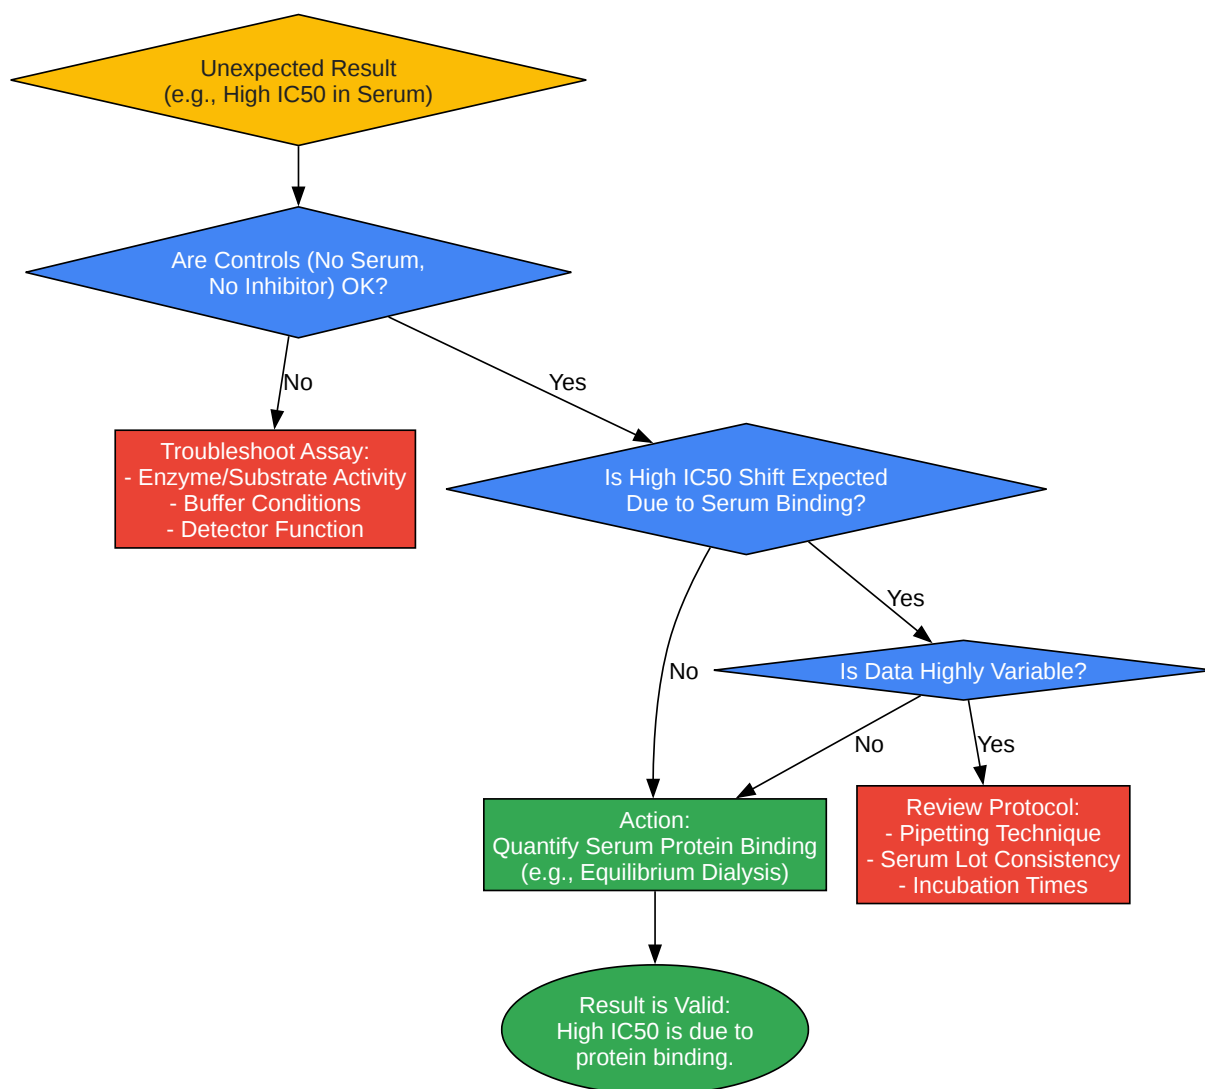 Unexpected Result
(e.g., High IC50 in Serum)
Are Controls (No Serum,
No Inhibitor) OK?
No
Yes
Troubleshoot Assay:
- Enzyme/Substrate Activity
- Buffer Conditions
- Detector Function
Is High IC50 Shift Expected
Due to Serum Binding?
Yes
No
Is Data Highly Variable?
No
Yes
Action:
Quantify Serum Protein Binding
(e.g., Equilibrium Dialysis)
Review Protocol:
- Pipetting Technique
- Serum Lot Consistency
- Incubation Times
Result is Valid:
High IC50 is due to
protein binding.